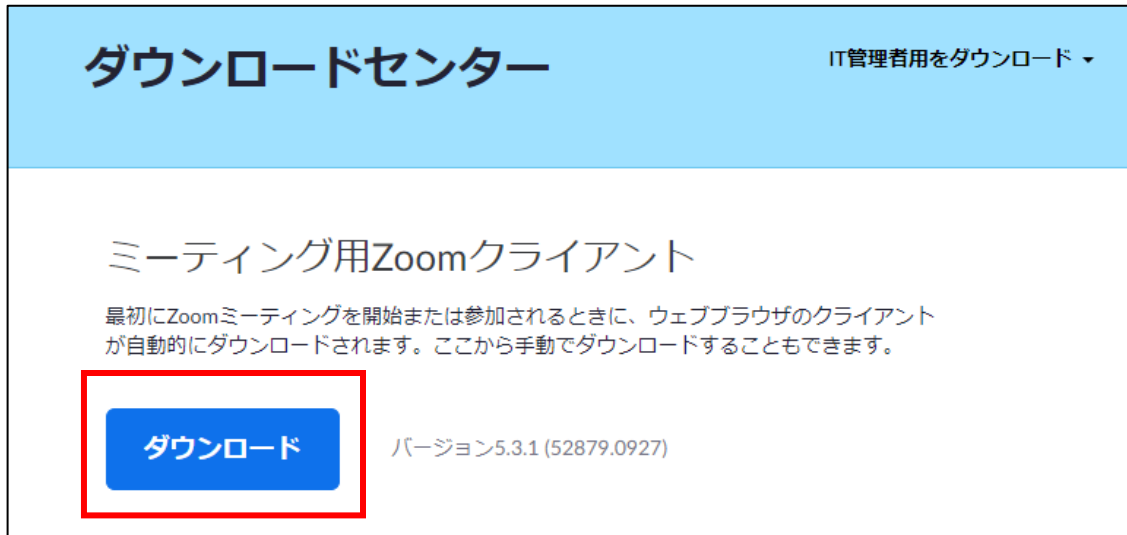 ダウンロードセンター
IT管理者用をダウンロード
ミーティング用Zoomクライアント
最初にZoomミーティングを開始または参加されるときに、ウェブブラウザのクライアント
が自動的にダウンロードされます。ここから手動でダウンロードすることもできます。
ダウンロード
バージョン5.3.1 (52879.0927)